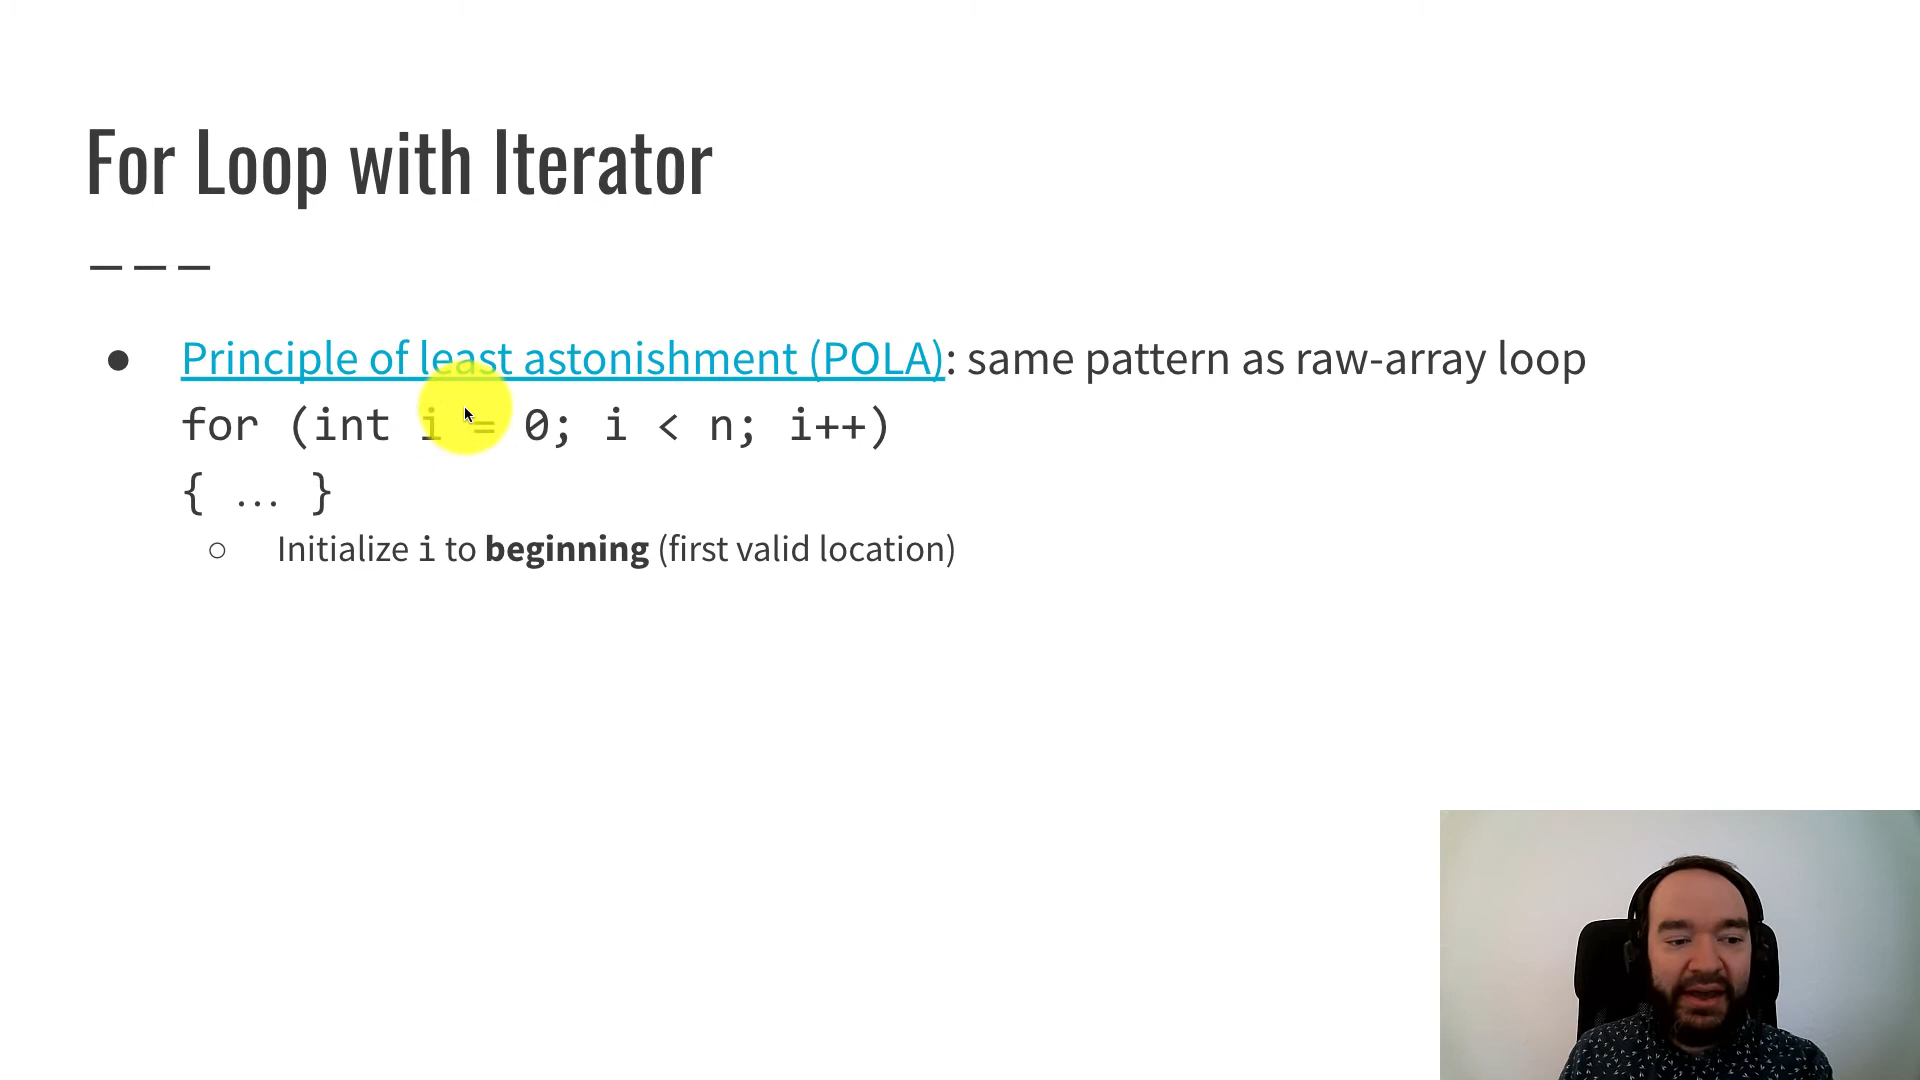 For Loop with Iterator
Principle of least astonishment (POLA): same pattern as raw-array loop
for (int i = 0; i < n; i++)
{ … }
Initialize i to beginning (first valid location)